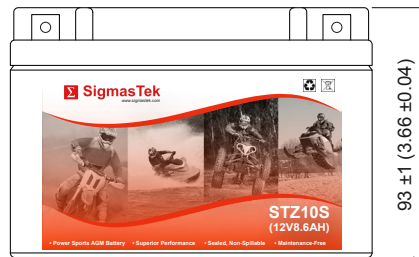 Σ SigmasTek
www.sigmastek.com
93 ±1 (3.66 ±0.04)
STZ10S
(12V8.6AH)
• Power Sports AGM Battery • Superior Performance • Sealed, Non-Spillable • Maintenance-Free